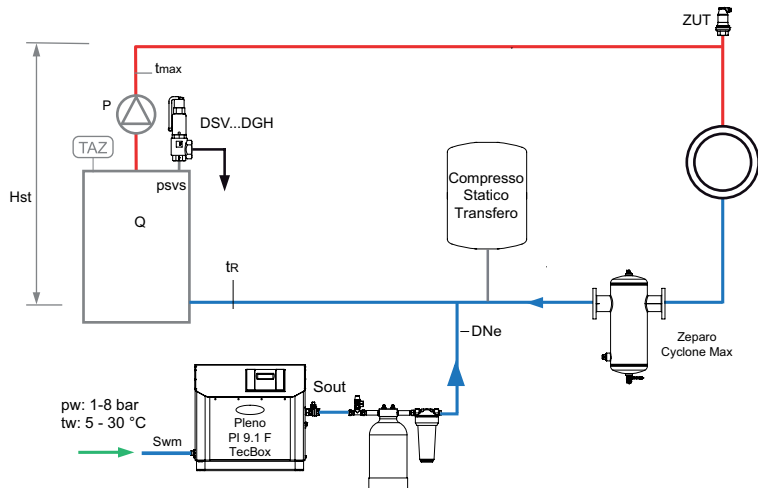 ZUT
tmax
P
DSV...DGH
TAZ
psvs
Hst
Q
Compresso
Statico
Transfero
tR
DNe
Zeparo
Cyclone Max
Sout
pw: 1-8 bar
tw: 5 - 30 °C
Pleno
PI 9.1 F
TecBox
Swm